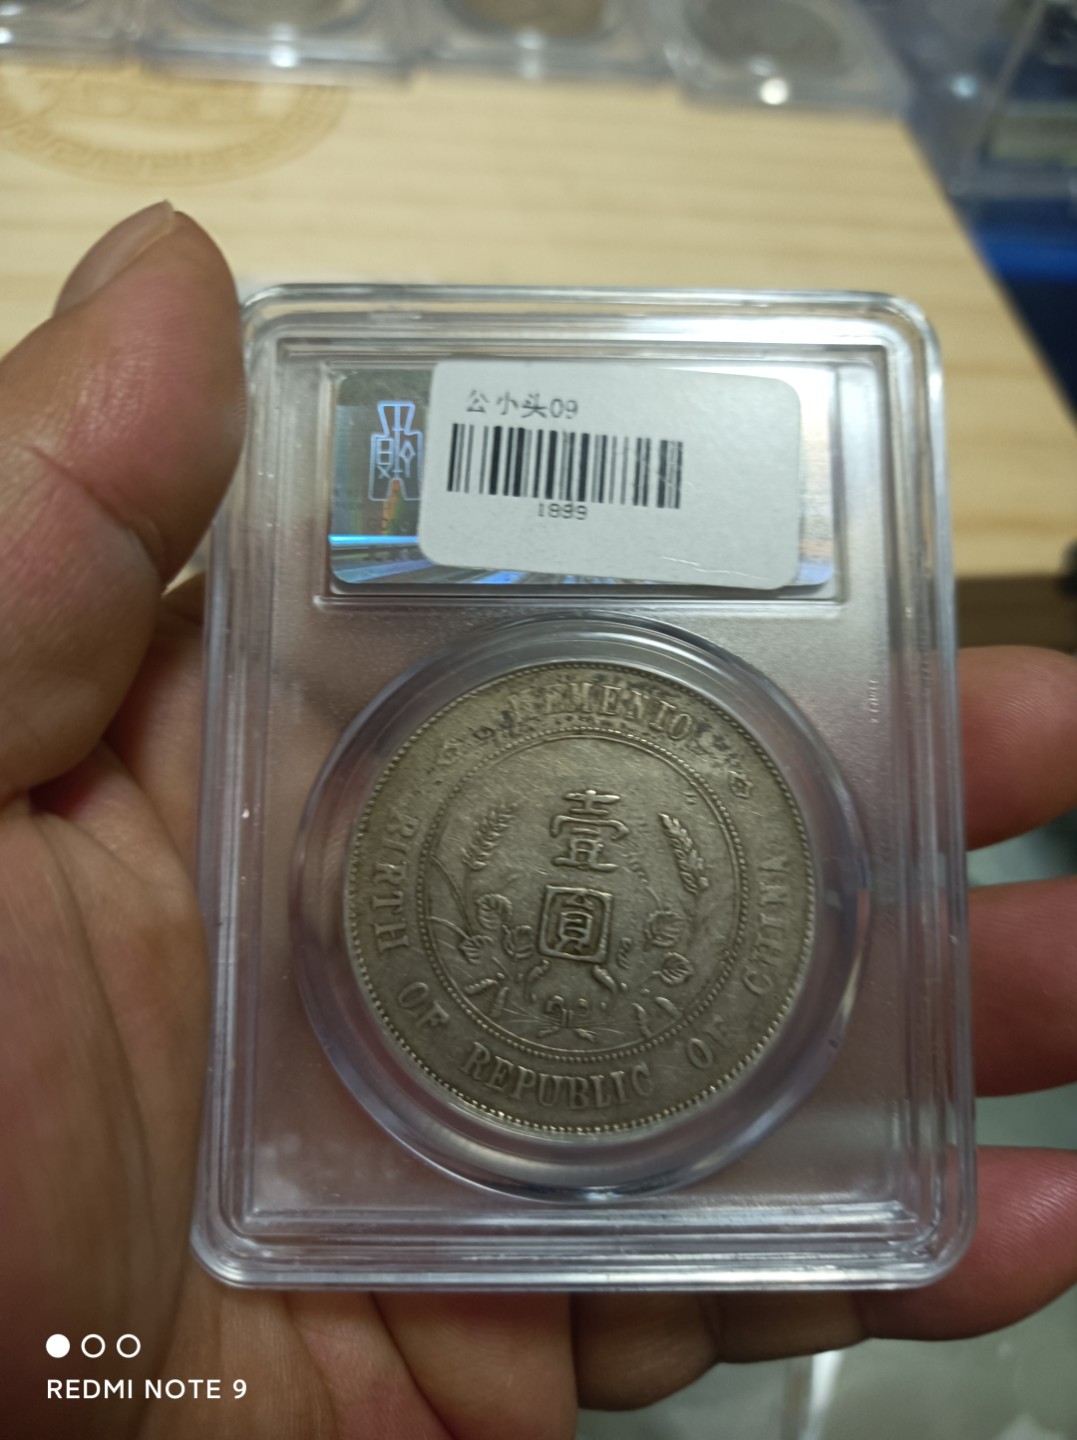 公小头09
1899
MEMENTO
壹
圓
BIRTH OF REPUBLIC OF CHINA
REDMI NOTE 9